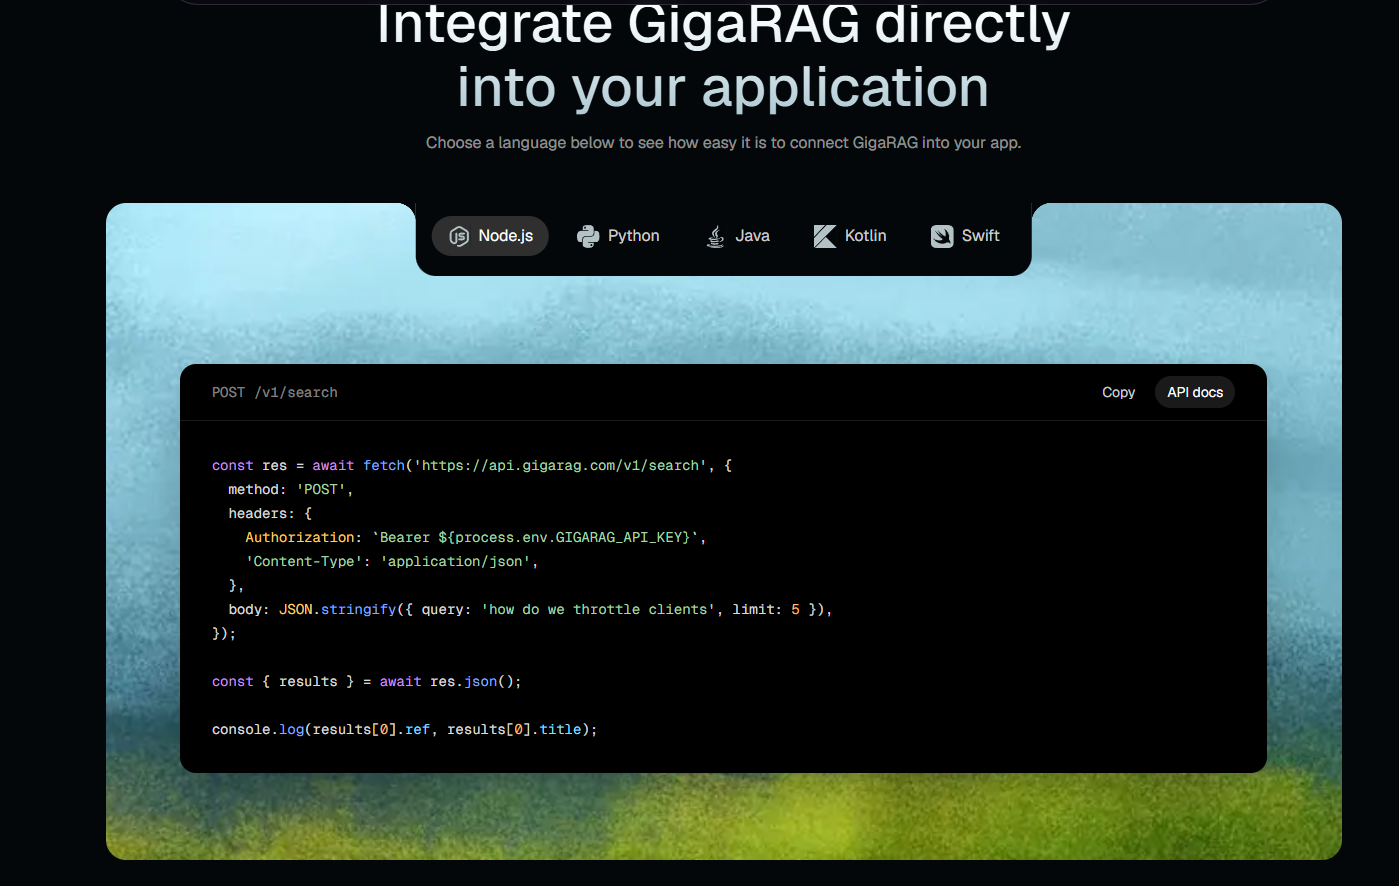 Integrate GigaRAG directly
into your application
Choose a language below to see how easy it is to connect GigaRAG into your app.
Node.js
Python
Java
Kotlin
Swift
POST /v1/search
Copy
API docs
const res = await fetch('https://api.gigarag.com/v1/search', {
  method: 'POST',
  headers: {
    Authorization: `Bearer ${process.env.GIGARAG_API_KEY}`,
    'Content-Type': 'application/json',
  },
  body: JSON.stringify({ query: 'how do we throttle clients', limit: 5 }),
});
const { results } = await res.json();
console.log(results[0].ref, results[0].title);